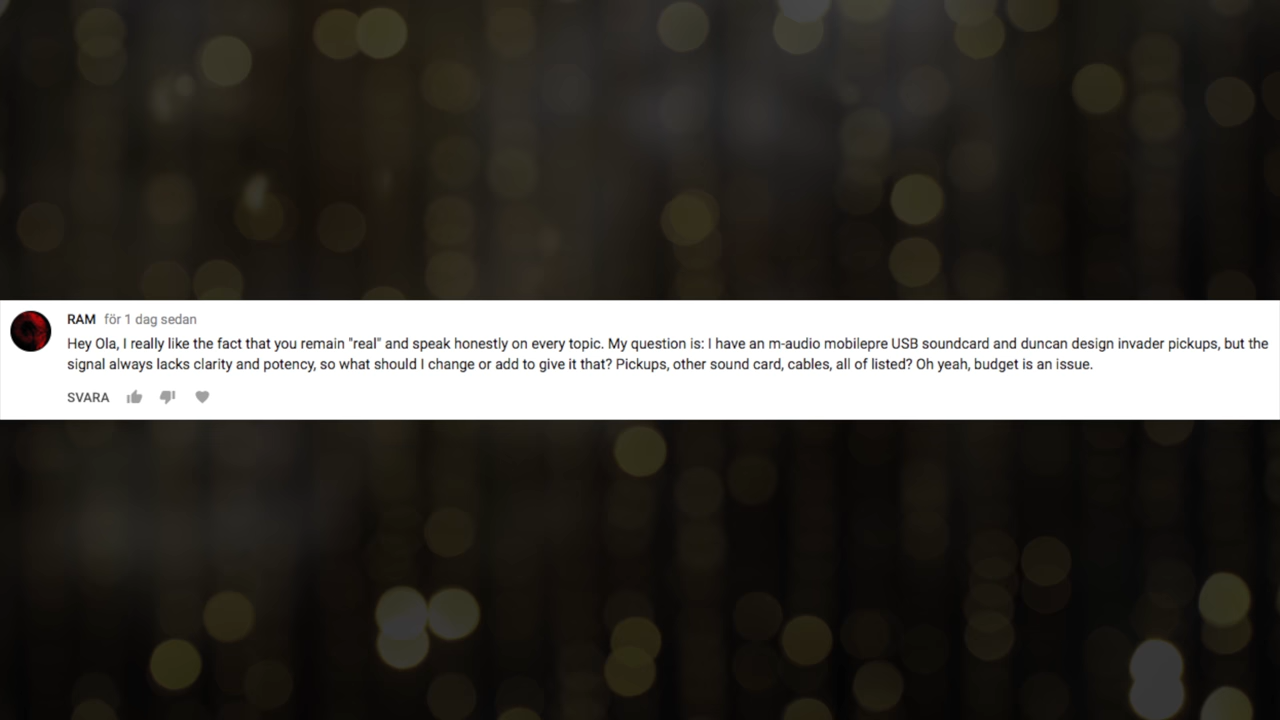 RAM för 1 dag sedan
Hey Ola, I really like the fact that you remain "real" and speak honestly on every topic. My question is: I have an m-audio mobilepre USB soundcard and duncan design invader pickups, but the
signal always lacks clarity and potency, so what should I change or add to give it that? Pickups, other sound card, cables, all of listed? Oh yeah, budget is an issue.
SVARA